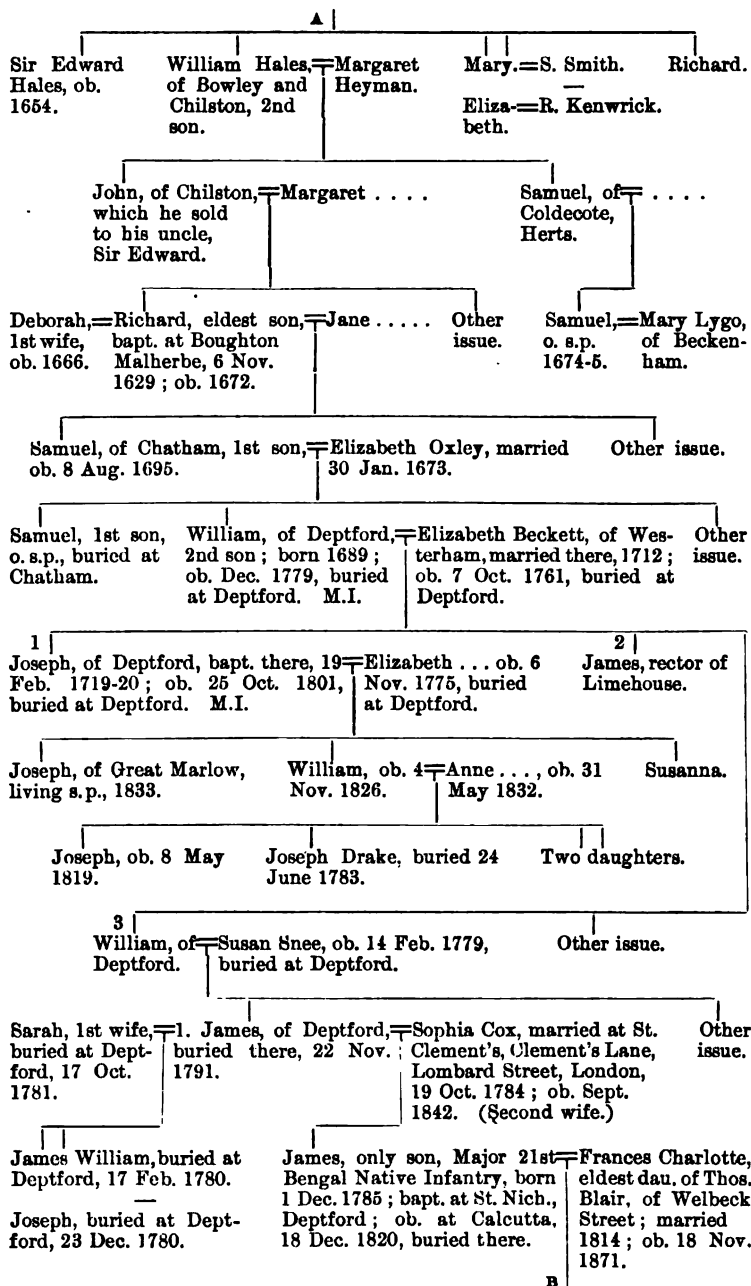 A
Sir Edward
Hales, ob.
1654.
William Hales,
of Bowley and
Chilston, 2nd
son.
=Margaret
Heyman.
Mary.=S. Smith.
—
Eliza-=R. Kenwrick.
beth.
Richard.
John, of Chilston,
which he sold
to his uncle,
Sir Edward.
=Margaret . . . .
Samuel, of
Coldecote,
Herts.
= . . . .
Deborah,=
1st wife,
ob. 1666.
Richard, eldest son,
bapt. at Boughton
Malherbe, 6 Nov.
1629 ; ob. 1672.
=Jane . . . . .
Other
issue.
Samuel,
o. s.p.
1674-5.
=Mary Lygo,
of Becken-
ham.
Samuel, of Chatham, 1st son,
ob. 8 Aug. 1695.
=Elizabeth Oxley, married
30 Jan. 1673.
Other issue.
Samuel, 1st son,
o. s.p., buried at
Chatham.
William, of Deptford,
2nd son ; born 1689 ;
ob. Dec. 1779, buried
at Deptford. M.I.
=Elizabeth Beckett, of Wes-
terham, married there, 1712 ;
ob. 7 Oct. 1761, buried at
Deptford.
Other
issue.
1
Joseph, of Deptford, bapt. there, 19
Feb. 1719-20 ; ob. 25 Oct. 1801,
buried at Deptford. M.I.
=Elizabeth ... ob. 6
Nov. 1775, buried
at Deptford.
2
James, rector of
Limehouse.
Joseph, of Great Marlow,
living s.p., 1833.
William, ob. 4
Nov. 1826.
=Anne ..., ob. 31
May 1832.
Susanna.
Joseph, ob. 8 May
1819.
Joseph Drake, buried 24
June 1783.
Two daughters.
3
William, of
Deptford.
=Susan Snee, ob. 14 Feb. 1779,
buried at Deptford.
Other issue.
Sarah, 1st wife,
buried at Dept-
ford, 17 Oct.
1781.
=1. James, of Deptford,
buried there, 22 Nov.
1791.
=Sophia Cox, married at St.
Clement's, Clement's Lane,
Lombard Street, London,
19 Oct. 1784 ; ob. Sept.
1842. (Second wife.)
Other
issue.
James William, buried at
Deptford, 17 Feb. 1780.
—
Joseph, buried at Dept-
ford, 23 Dec. 1780.
James, only son, Major 21st
Bengal Native Infantry, born
1 Dec. 1785 ; bapt. at St. Nich.,
Deptford ; ob. at Calcutta,
18 Dec. 1820, buried there.
=Frances Charlotte,
eldest dau. of Thos.
Blair, of Welbeck
Street ; married
1814 ; ob. 18 Nov.
1871.
B